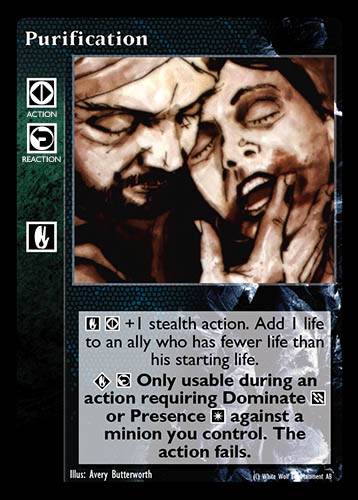 Purification
ACTION
REACTION
+1 stealth action. Add 1 life
to an ally who has fewer life than
his starting life.
Only usable during an
action requiring Dominate
or Presence against a
minion you control. The
action fails.
Illus: Avery Butterworth
(C) White Wolf Entertainment AB